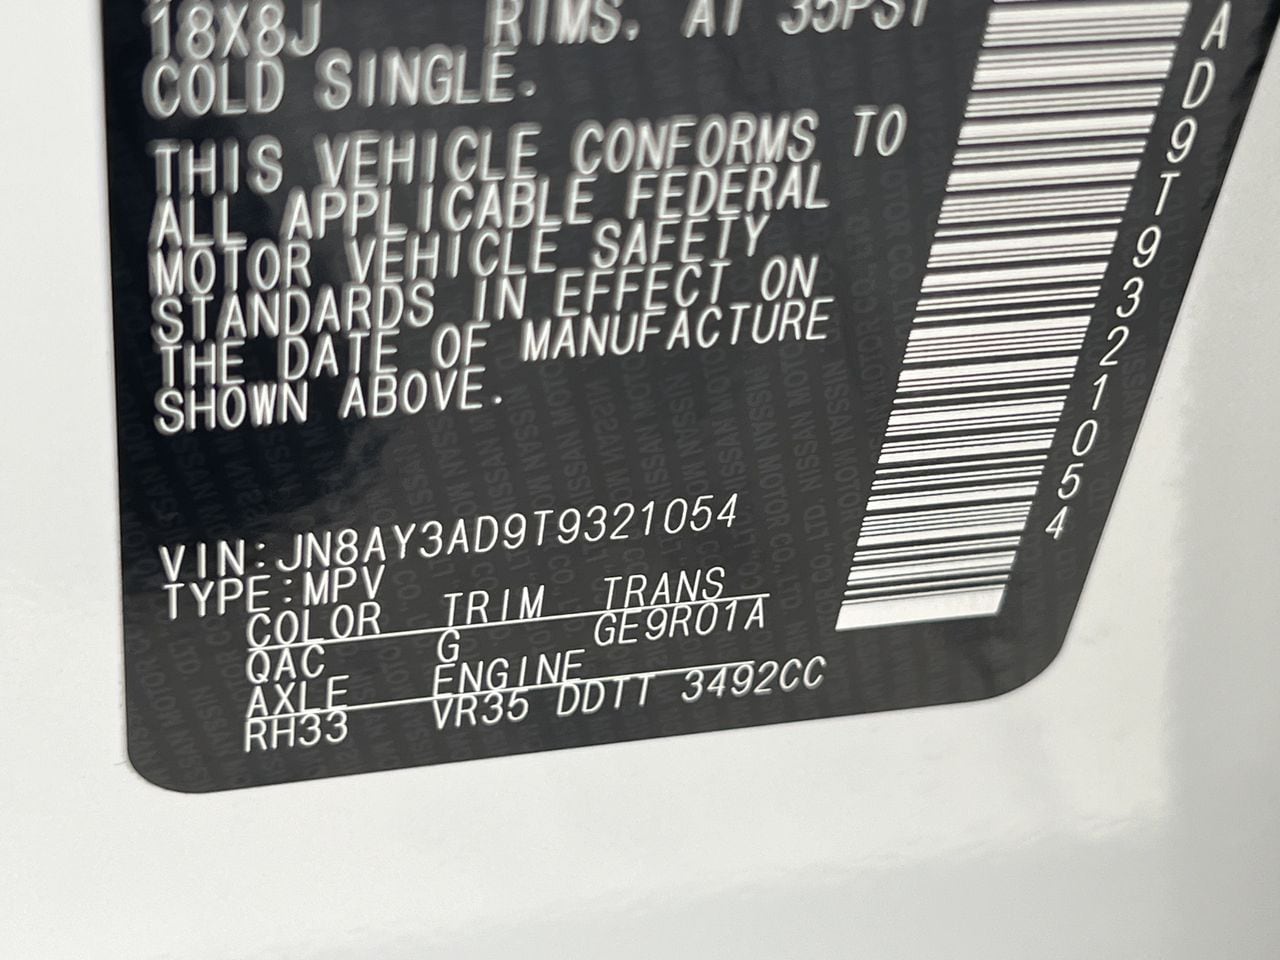 18X8J RIMS. AT 35PSI
COLD SINGLE.
THIS VEHICLE CONFORMS TO
ALL APPLICABLE FEDERAL
MOTOR VEHICLE SAFETY
STANDARDS IN EFFECT ON
THE DATE OF MANUFACTURE
SHOWN ABOVE.
VIN:JN8AY3AD9T9321054
TYPE:MPV
COLOR TRIM TRANS
QAC G GE9R01A
AXLE ENGINE
RH33 VR35 DDTT 3492CC
AD9T9321054